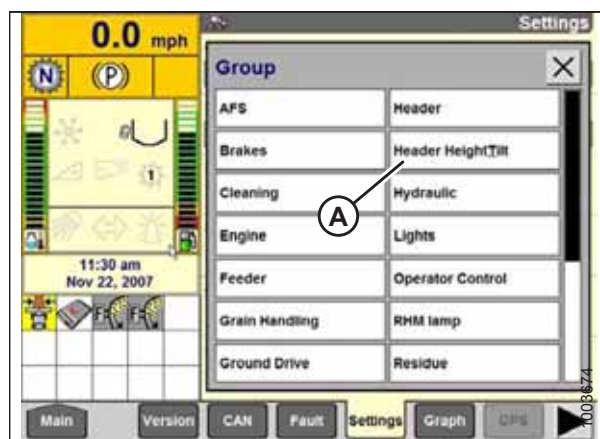 0.0 mph
Settings
N
P
Group
X
AFS
Header
Brakes
Header Height Tilt
Cleaning
Hydraulic
A
Engine
Lights
Feeder
Operator Control
Grain Handling
RHM lamp
Ground Drive
Residue
1
11:30 am
Nov 22, 2007
F
F
Main
Version
CAN
Fault
Settings
Graph
GPS
1003674